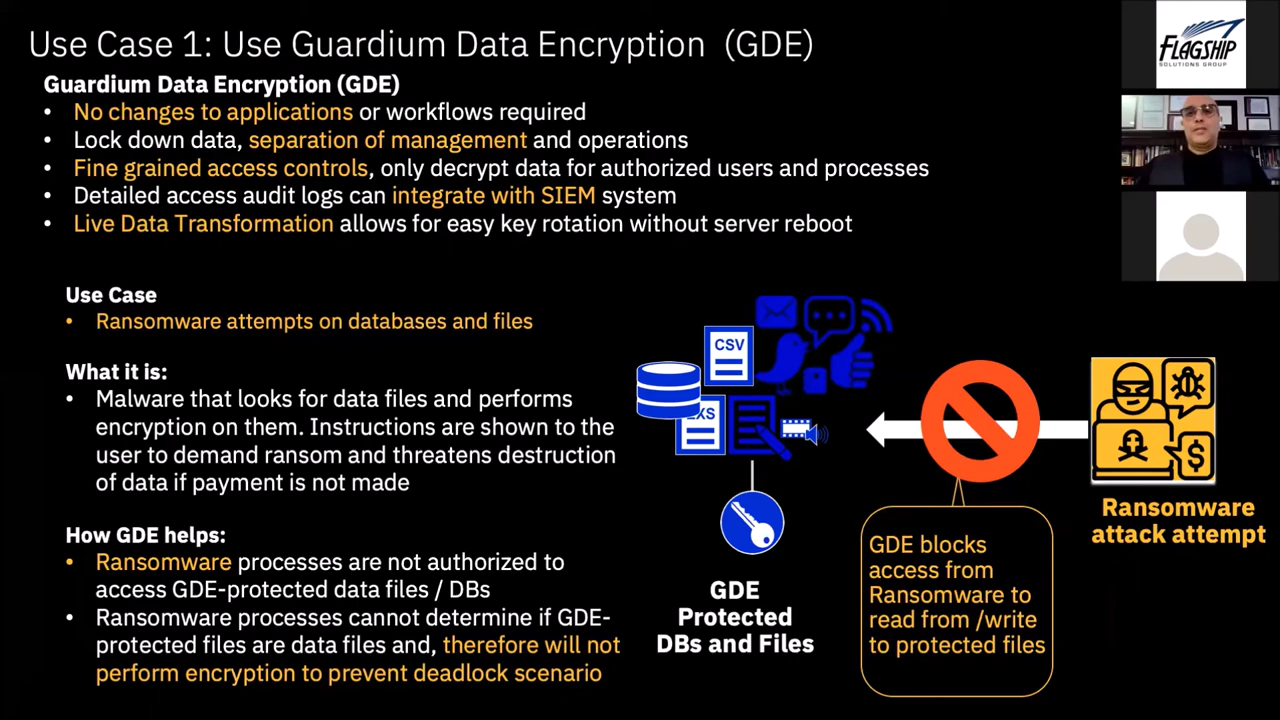 Use Case 1: Use Guardium Data Encryption (GDE)
Guardium Data Encryption (GDE)
• No changes to applications or workflows required
• Lock down data, separation of management and operations
• Fine grained access controls, only decrypt data for authorized users and processes
• Detailed access audit logs can integrate with SIEM system
• Live Data Transformation allows for easy key rotation without server reboot
Use Case
• Ransomware attempts on databases and files
What it is:
• Malware that looks for data files and performs
encryption on them. Instructions are shown to the
user to demand ransom and threatens destruction
of data if payment is not made
How GDE helps:
• Ransomware processes are not authorized to
access GDE-protected data files / DBs
• Ransomware processes cannot determine if GDE-
protected files are data files and, therefore will not
perform encryption to prevent deadlock scenario
CSV
XS
$
GDE
Protected
DBs and Files
GDE blocks
access from
Ransomware to
read from /write
to protected files
Ransomware
attack attempt
FLAGSHIP
SOLUTIONS GROUP